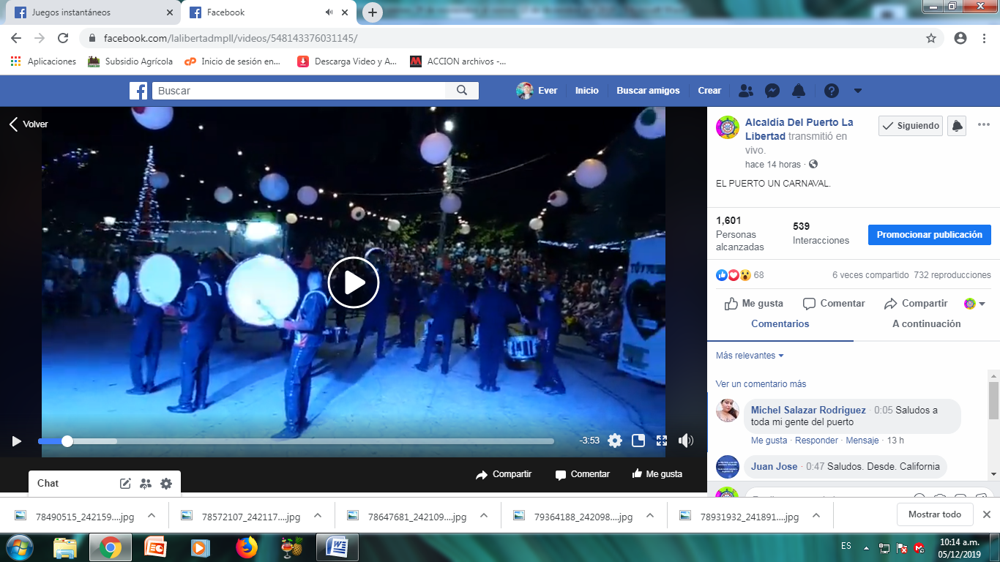 Juegos instantáneos
Facebook
facebook.com/lalibertadmpll/videos/548143376031145/
Aplicaciones
Subsidio Agrícola
Inicio de sesión en...
Descarga Video y A...
ACCION archivos -...
Buscar
Ever
Inicio
Buscar amigos
Crear
Volver
Alcaldía Del Puerto La
Libertad transmitió en
vivo.
hace 14 horas ·
Siguiendo
EL PUERTO UN CARNAVAL.
1,601
Personas
alcanzadas
539
Interacciones
Promocionar publicación
68
6 veces compartido 732 reproducciones
Me gusta
Comentar
Compartir
Comentarios
A continuación
Más relevantes
Ver un comentario más
Michel Salazar Rodriguez · 0:05 Saludos a
toda mi gente del puerto
Me gusta · Responder · Mensaje · 13 h
Juan Jose · 0:47 Saludos. Desde. California
-3:53
Compartir
Comentar
Me gusta
Chat
78490515_242159....jpg
78572107_242117....jpg
78647681_242109....jpg
79364188_242098....jpg
78931932_241891....jpg
Mostrar todo
ES
10:14 a.m.
05/12/2019